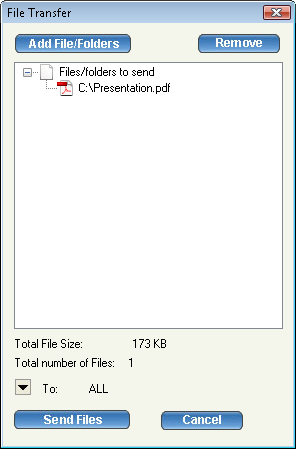 File Transfer
Add File/Folders Remove
Files/folders to send
C:\Presentation.pdf
Total File Size: 173 KB
Total number of Files: 1
To: ALL
Send Files Cancel